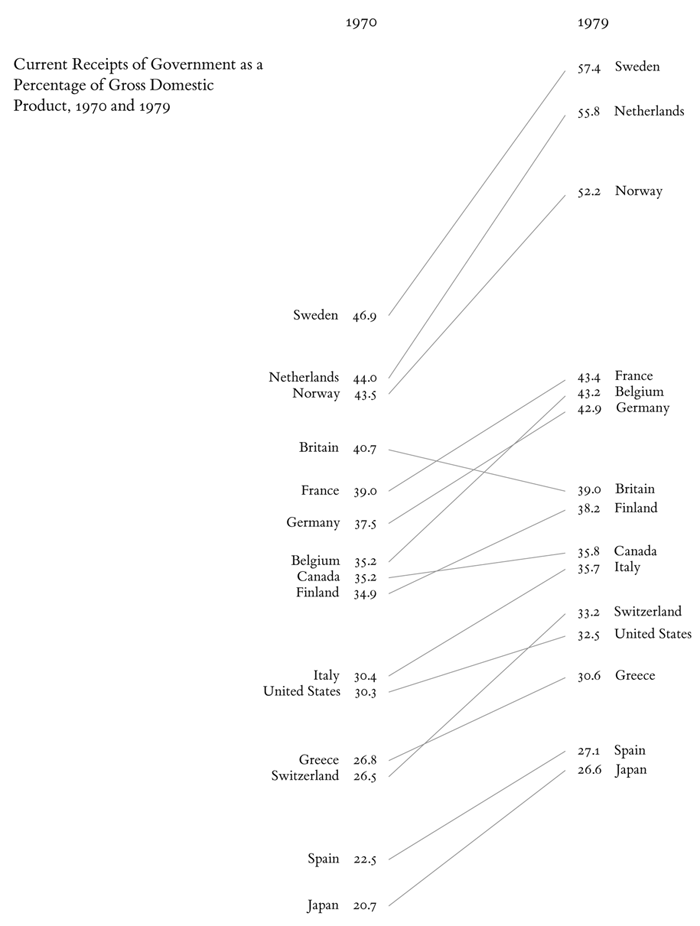 1970 1979
Current Receipts of Government as a
Percentage of Gross Domestic
Product, 1970 and 1979
57.4 Sweden
55.8 Netherlands
52.2 Norway
Sweden 46.9
Netherlands 44.0
43.4 France
Norway 43.5
43.2 Belgium
42.9 Germany
Britain 40.7
France 39.0
39.0 Britain
38.2 Finland
Germany 37.5
35.8 Canada
Belgium 35.2
35.7 Italy
Canada 35.2
Finland 34.9
33.2 Switzerland
32.5 United States
Italy 30.4
30.6 Greece
United States 30.3
27.1 Spain
Greece 26.8
26.6 Japan
Switzerland 26.5
Spain 22.5
Japan 20.7